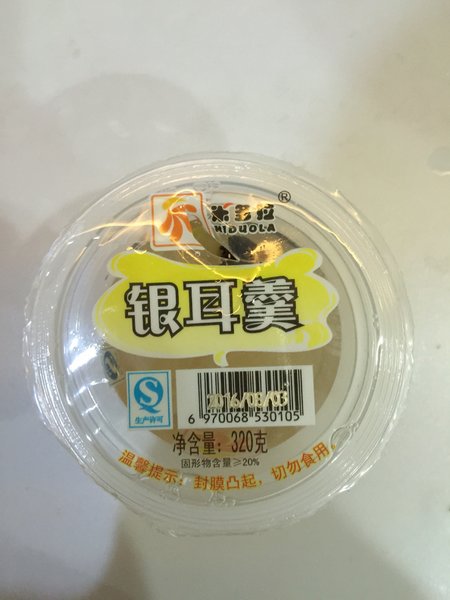 米多拉®
MIDUOLA
银耳羹
QS
生产许可
2016/08/03
6 970068 530105
净含量：320克
固形物含量≥20%
温馨提示：封膜凸起，切勿食用。